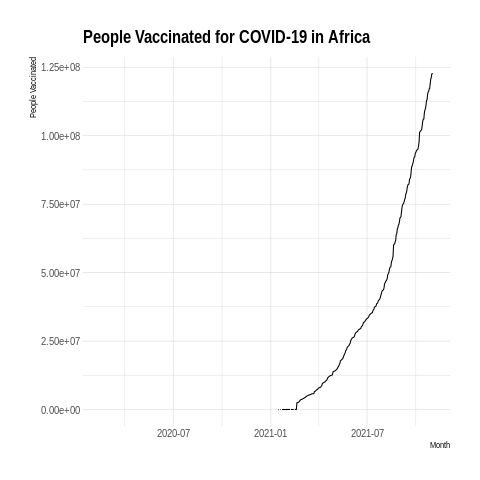 People Vaccinated for COVID-19 in Africa
People Vaccinated
1.25e+08
1.00e+08
7.50e+07
5.00e+07
2.50e+07
0.00e+00
2020-07 2021-01 2021-07
Month